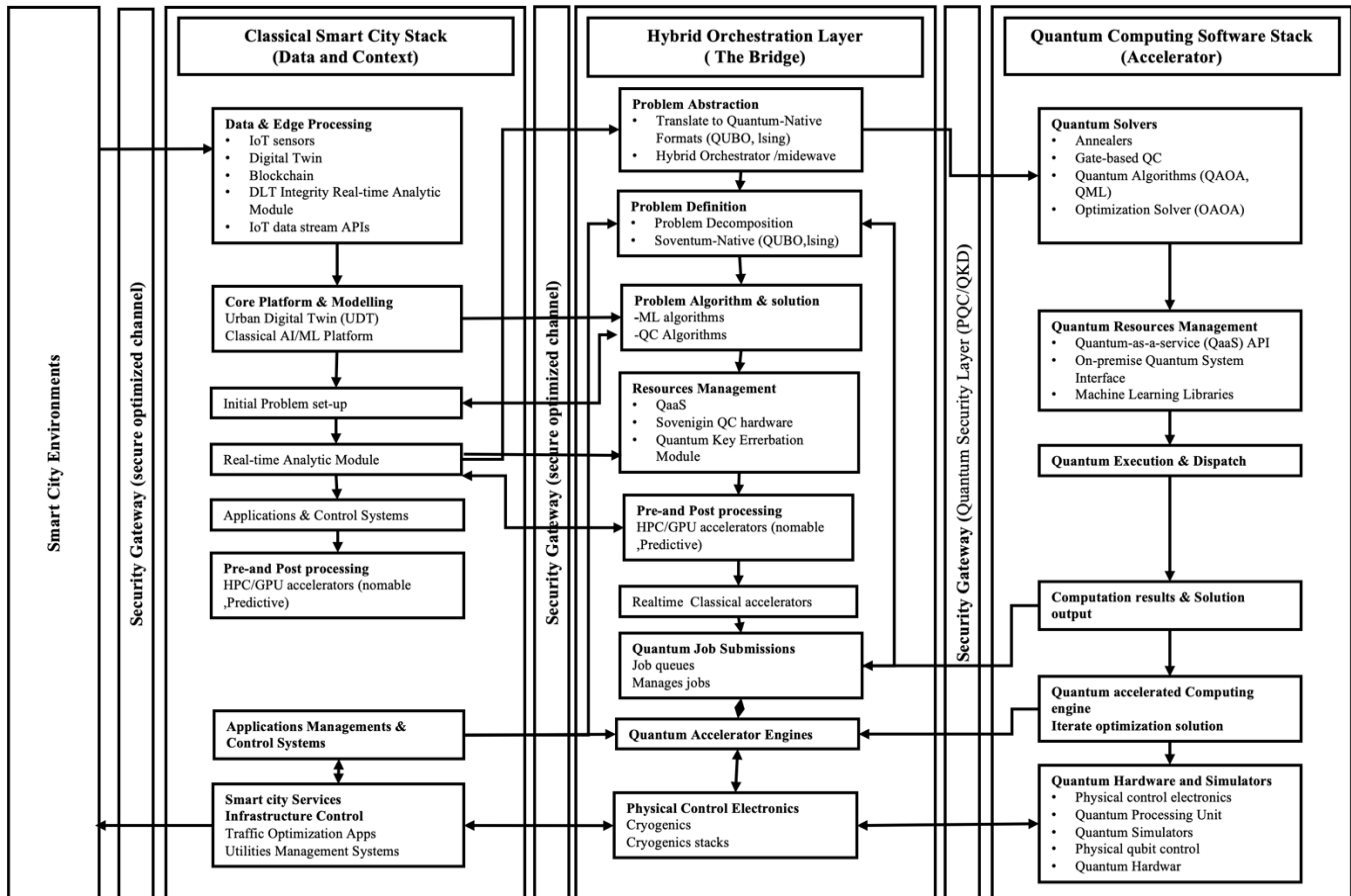 Smart City Environments
Security Gateway (secure optimized channel)
Classical Smart City Stack
(Data and Context)
Data & Edge Processing
• IoT sensors
• Digital Twin
• Blockchain
• DLT Integrity Real-time Analytic
Module
• IoT data stream APIs
Core Platform & Modelling
Urban Digital Twin (UDT)
Classical AI/ML Platform
Initial Problem set-up
Real-time Analytic Module
Applications & Control Systems
Pre-and Post processing
HPC/GPU accelerators (nomable
,Predictive)
Applications Managements &
Control Systems
Smart city Services
Infrastructure Control
Traffic Optimization Apps
Utilities Management Systems
Security Gateway (secure optimized channel)
Hybrid Orchestration Layer
( The Bridge)
Problem Abstraction
• Translate to Quantum-Native
Formats (QUBO, lsing)
• Hybrid Orchestrator /midewave
Problem Definition
• Problem Decomposition
• Soventum-Native (QUBO,lsing)
Problem Algorithm & solution
-ML algorithms
-QC Algorithms
Resources Management
• QaaS
• Sovenigin QC hardware
• Quantum Key Errerbation
Module
Pre-and Post processing
HPC/GPU accelerators (nomable
,Predictive)
Realtime Classical accelerators
Quantum Job Submissions
Job queues
Manages jobs
Quantum Accelerator Engines
Physical Control Electronics
Cryogenics
Cryogenics stacks
Security Gateway (Quantum Security Layer (PQC/QKD)
Quantum Computing Software Stack
(Accelerator)
Quantum Solvers
• Annealers
• Gate-based QC
• Quantum Algorithms (QAOA,
QML)
• Optimization Solver (OAOA)
Quantum Resources Management
• Quantum-as-a-service (QaaS) API
• On-premise Quantum System
Interface
• Machine Learning Libraries
Quantum Execution & Dispatch
Computation results & Solution
output
Quantum accelerated Computing
engine
Iterate optimization solution
Quantum Hardware and Simulators
• Physical control electronics
• Quantum Processing Unit
• Quantum Simulators
• Physical qubit control
• Quantum Hardwar